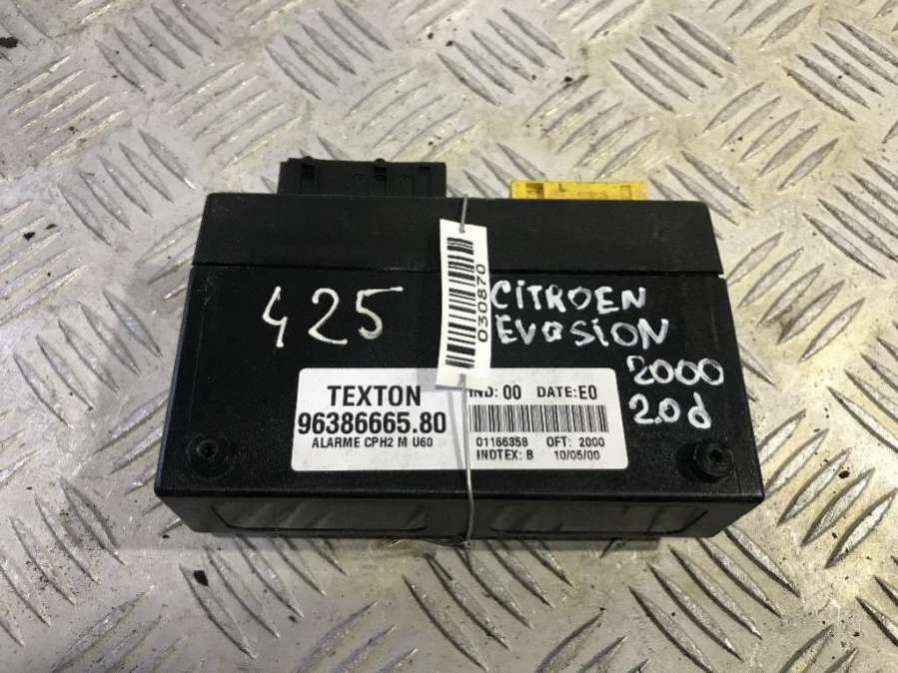 425
030870
CITROEN
EVASION
2000
2.0d
TEXTON
96386665.80
ALARME CPH2 M U60
IND: 00 DATE: E0
01166358 OFT: 2000
INDTEX: B 10/05/00